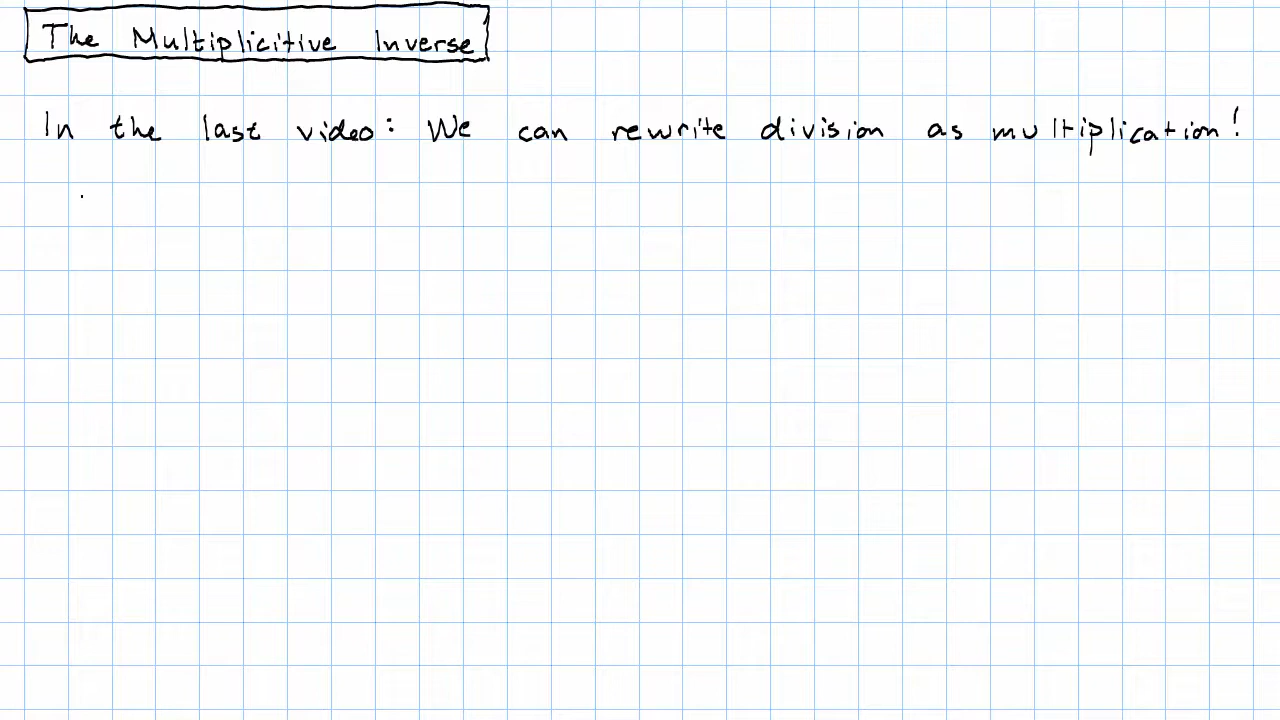 The Multiplicitive Inverse
In the last video: We can rewrite division as multiplication!